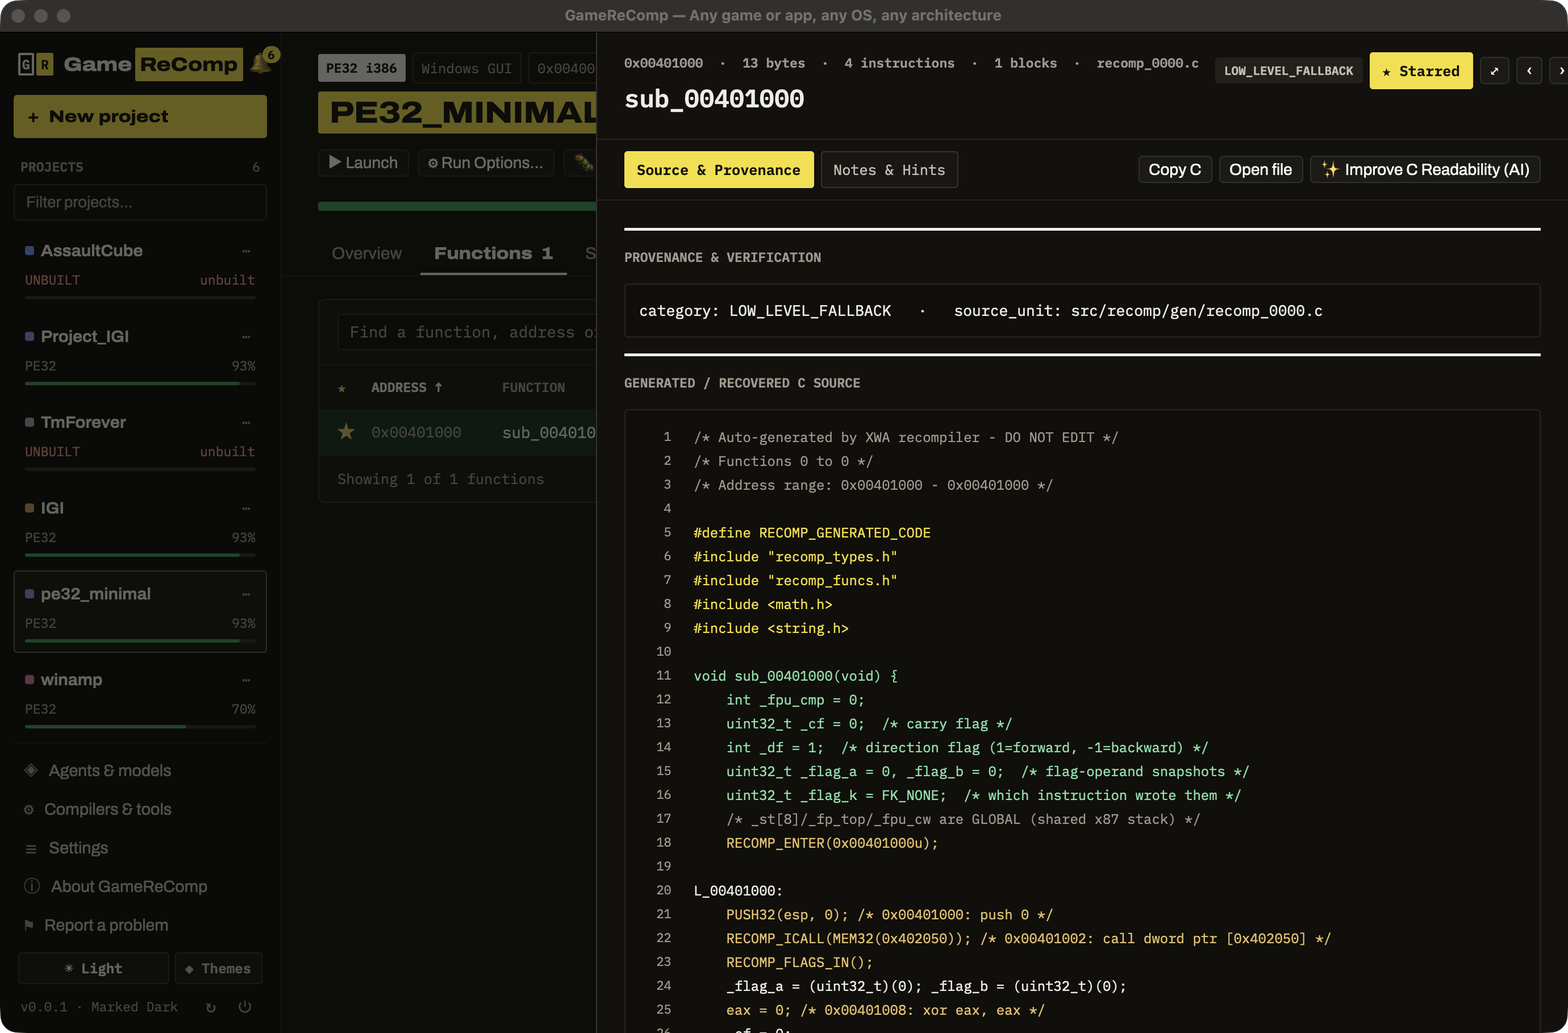 GameReComp — Any game or app, any OS, any architecture
GR Game ReComp 6
+ New project
PROJECTS 6
Filter projects...
AssaultCube ...
UNBUILT unbuilt
Project_IGI ...
PE32 93%
TmForever ...
UNBUILT unbuilt
IGI ...
PE32 93%
pe32_minimal ...
PE32 93%
winamp ...
PE32 70%
Agents & models
Compilers & tools
Settings
About GameReComp
Report a problem
☀ Light ◆ Themes
v0.0.1 · Marked Dark
PE32 i386 Windows GUI 0x00400
PE32_MINIMAL
▶ Launch ⚙ Run Options...
Overview Functions 1 S
Find a function, address o
★ ADDRESS ↑ FUNCTION
★ 0x00401000 sub_004010
Showing 1 of 1 functions
0x00401000 · 13 bytes · 4 instructions · 1 blocks · recomp_0000.c
LOW_LEVEL_FALLBACK ★ Starred ⤢ ‹ ›
sub_00401000
Source & Provenance Notes & Hints Copy C Open file ✨ Improve C Readability (AI)
PROVENANCE & VERIFICATION
category: LOW_LEVEL_FALLBACK · source_unit: src/recomp/gen/recomp_0000.c
GENERATED / RECOVERED C SOURCE
1 /* Auto-generated by XWA recompiler - DO NOT EDIT */
2 /* Functions 0 to 0 */
3 /* Address range: 0x00401000 - 0x00401000 */
4
5 #define RECOMP_GENERATED_CODE
6 #include "recomp_types.h"
7 #include "recomp_funcs.h"
8 #include <math.h>
9 #include <string.h>
10
11 void sub_00401000(void) {
12 int _fpu_cmp = 0;
13 uint32_t _cf = 0; /* carry flag */
14 int _df = 1; /* direction flag (1=forward, -1=backward) */
15 uint32_t _flag_a = 0, _flag_b = 0; /* flag-operand snapshots */
16 uint32_t _flag_k = FK_NONE; /* which instruction wrote them */
17 /* _st[8]/_fp_top/_fpu_cw are GLOBAL (shared x87 stack) */
18 RECOMP_ENTER(0x00401000u);
19
20 L_00401000:
21 PUSH32(esp, 0); /* 0x00401000: push 0 */
22 RECOMP_ICALL(MEM32(0x402050)); /* 0x00401002: call dword ptr [0x402050] */
23 RECOMP_FLAGS_IN();
24 _flag_a = (uint32_t)(0); _flag_b = (uint32_t)(0);
25 eax = 0; /* 0x00401008: xor eax, eax */